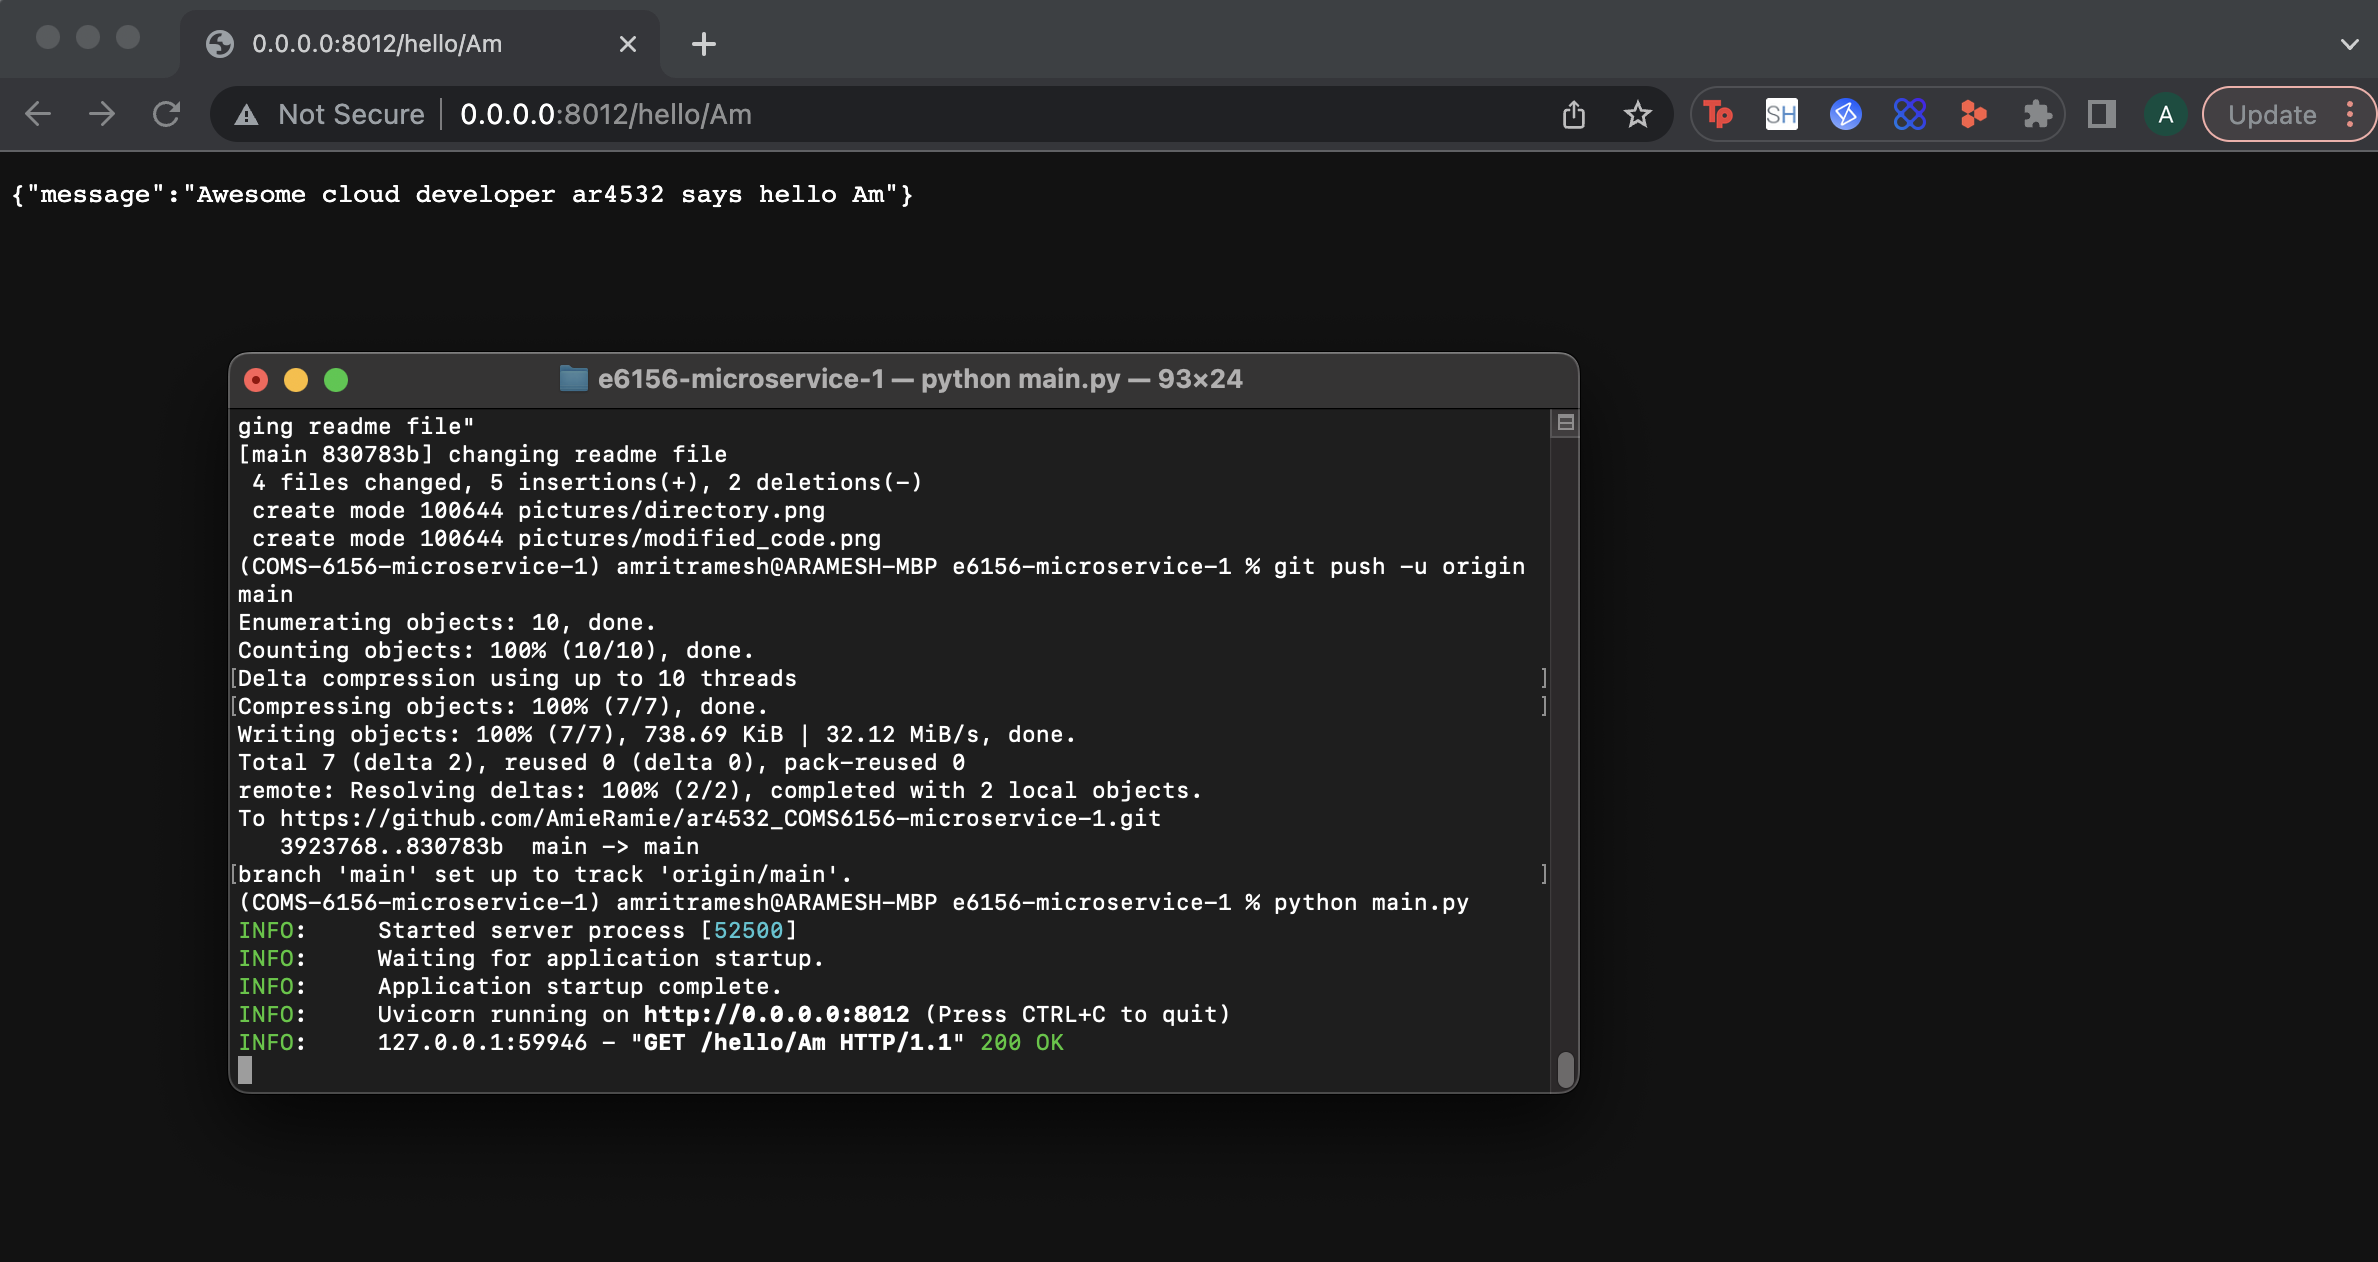 0.0.0.0:8012/hello/Am
Not Secure 0.0.0.0:8012/hello/Am
Tp SH A Update
{"message":"Awesome cloud developer ar4532 says hello Am"}
e6156-microservice-1 — python main.py — 93×24
ging readme file"
[main 830783b] changing readme file
4 files changed, 5 insertions(+), 2 deletions(-)
create mode 100644 pictures/directory.png
create mode 100644 pictures/modified_code.png
(COMS-6156-microservice-1) amritramesh@ARAMESH-MBP e6156-microservice-1 % git push -u origin
main
Enumerating objects: 10, done.
Counting objects: 100% (10/10), done.
[Delta compression using up to 10 threads ]
[Compressing objects: 100% (7/7), done. ]
Writing objects: 100% (7/7), 738.69 KiB | 32.12 MiB/s, done.
Total 7 (delta 2), reused 0 (delta 0), pack-reused 0
remote: Resolving deltas: 100% (2/2), completed with 2 local objects.
To https://github.com/AmieRamie/ar4532_COMS6156-microservice-1.git
3923768..830783b main -> main
[branch 'main' set up to track 'origin/main'. ]
(COMS-6156-microservice-1) amritramesh@ARAMESH-MBP e6156-microservice-1 % python main.py
INFO: Started server process [52500]
INFO: Waiting for application startup.
INFO: Application startup complete.
INFO: Uvicorn running on http://0.0.0.0:8012 (Press CTRL+C to quit)
INFO: 127.0.0.1:59946 - "GET /hello/Am HTTP/1.1" 200 OK